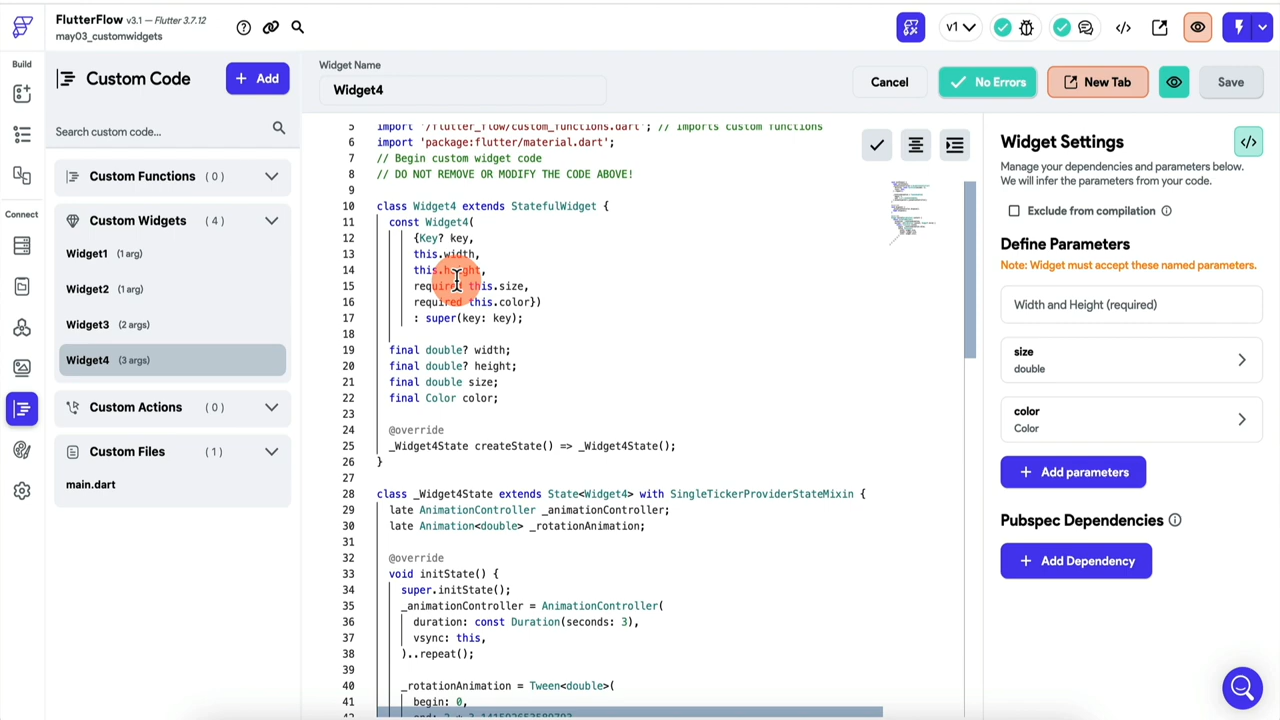 FlutterFlow v3.1 — Flutter 3.7.12
may03_customwidgets
v1
Build
Connect
Custom Code
+ Add
Search custom code...
Custom Functions (0)
Custom Widgets (4)
Widget1 (1 arg)
Widget2 (1 arg)
Widget3 (2 args)
Widget4 (3 args)
Custom Actions (0)
Custom Files (1)
main.dart
Widget Name
Widget4
Cancel
No Errors
New Tab
Save
5 import '/flutter_flow/custom_functions.dart'; // Imports custom functions
6 import 'package:flutter/material.dart';
7 // Begin custom widget code
8 // DO NOT REMOVE OR MODIFY THE CODE ABOVE!
9
10 class Widget4 extends StatefulWidget {
11 const Widget4(
12 {Key? key,
13 this.width,
14 this.height,
15 required this.size,
16 required this.color})
17 : super(key: key);
18
19 final double? width;
20 final double? height;
21 final double size;
22 final Color color;
23
24 @override
25 _Widget4State createState() => _Widget4State();
26 }
27
28 class _Widget4State extends State<Widget4> with SingleTickerProviderStateMixin {
29 late AnimationController _animationController;
30 late Animation<double> _rotationAnimation;
31
32 @override
33 void initState() {
34 super.initState();
35 _animationController = AnimationController(
36 duration: const Duration(seconds: 3),
37 vsync: this,
38 )..repeat();
39
40 _rotationAnimation = Tween<double>(
41 begin: 0,
Widget Settings
Manage your dependencies and parameters below.
We will infer the parameters from your code.
Exclude from compilation
Define Parameters
Note: Widget must accept these named parameters.
Width and Height (required)
size
double
color
Color
+ Add parameters
Pubspec Dependencies
+ Add Dependency